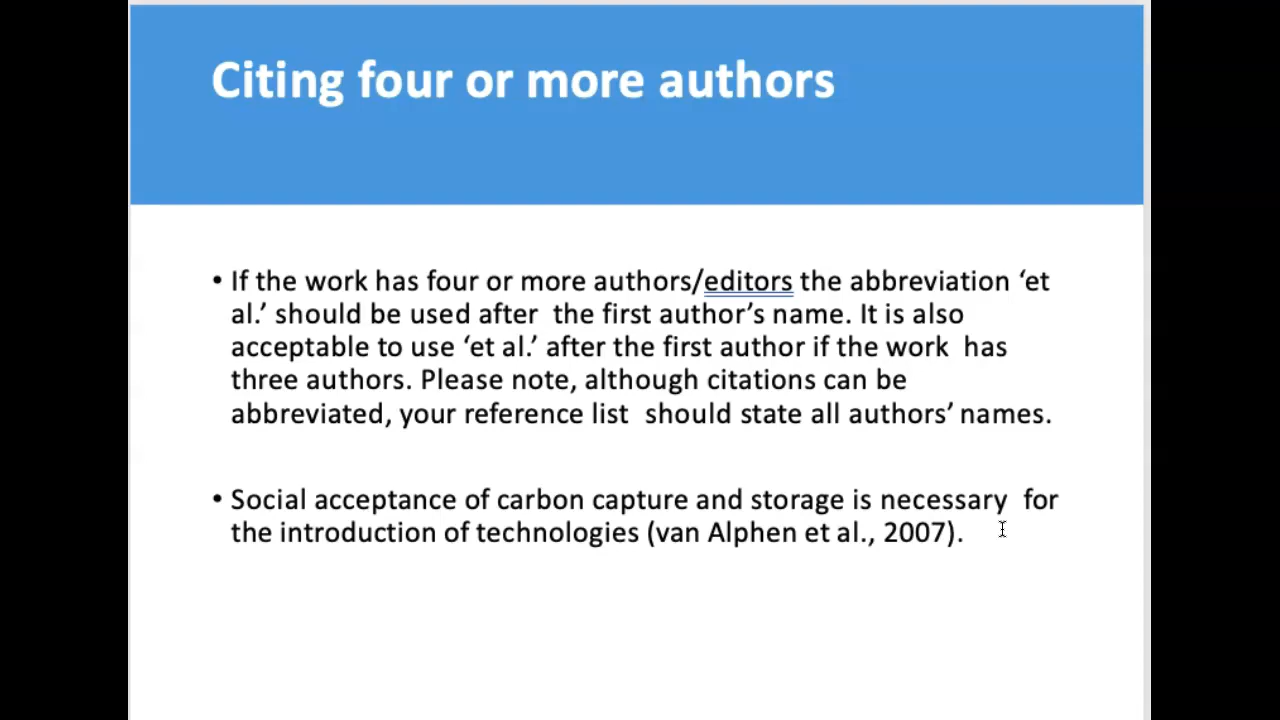 Citing four or more authors
• If the work has four or more authors/editors the abbreviation ‘et
al.’ should be used after  the first author’s name. It is also
acceptable to use ‘et al.’ after the first author if the work  has
three authors. Please note, although citations can be
abbreviated, your reference list  should state all authors’ names.
• Social acceptance of carbon capture and storage is necessary  for
the introduction of technologies (van Alphen et al., 2007).